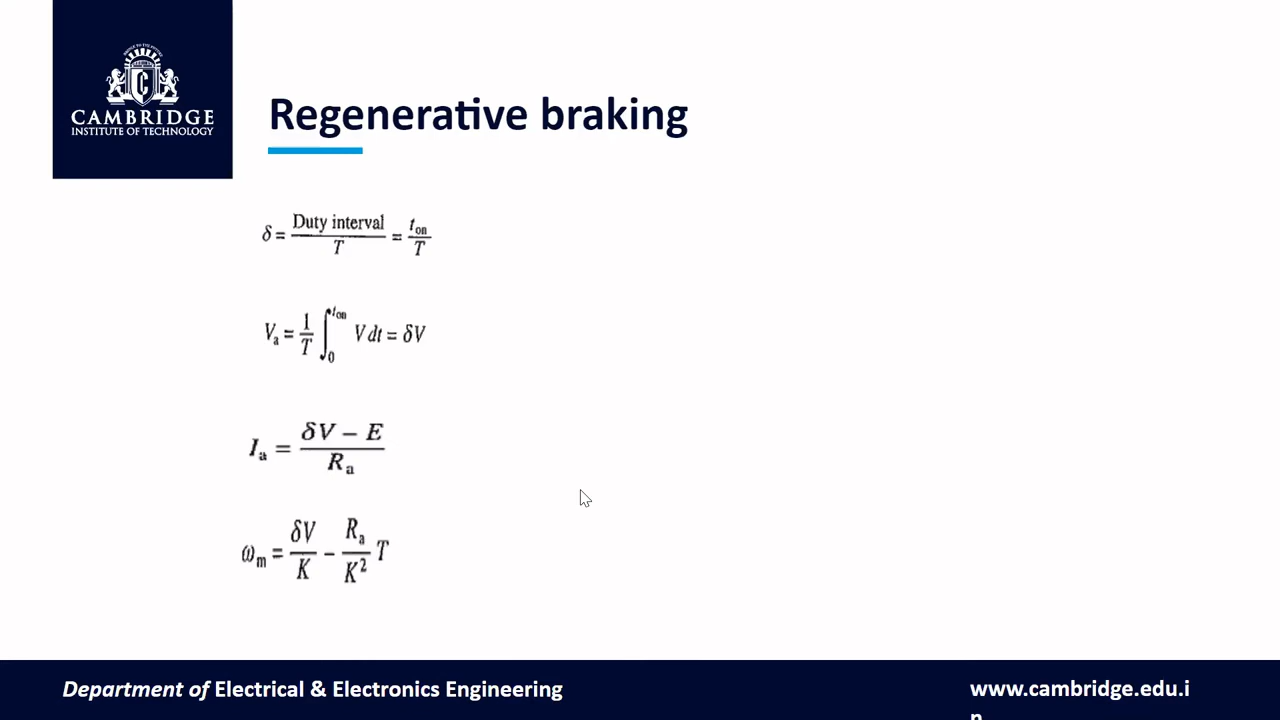 CAMBRIDGE
INSTITUTE OF TECHNOLOGY
Regenerative braking
δ = Duty interval / T = t_on / T
V_a = 1/T ∫_0^{t_on} V dt = δV
I_a = (δV − E) / R_a
ω_m = δV/K − R_a/K² T
Department of Electrical & Electronics Engineering
www.cambridge.edu.i
n